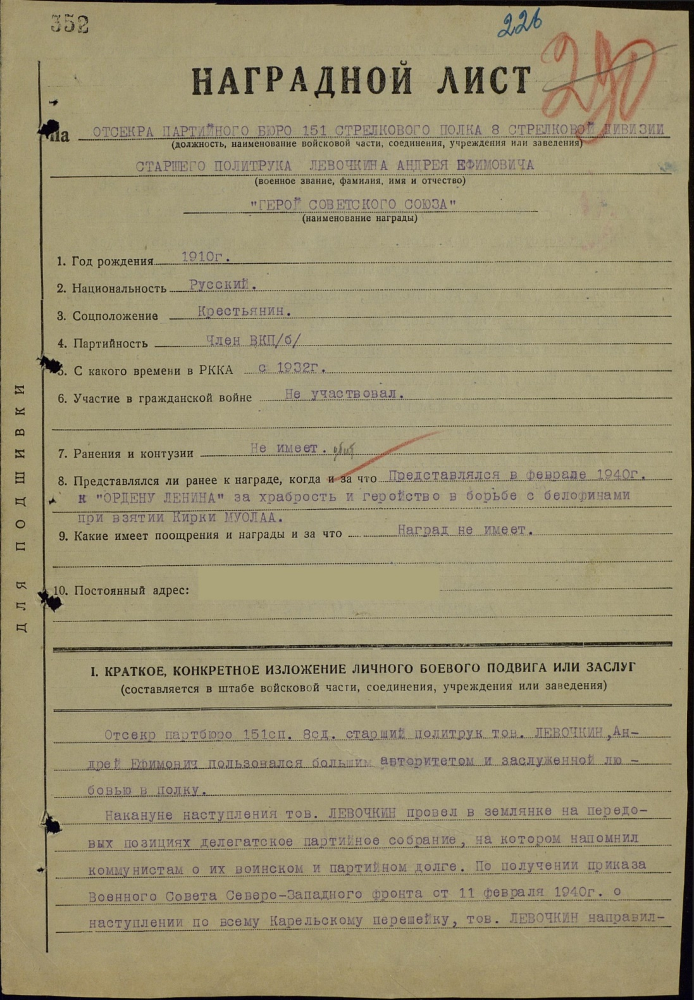 352
226
290
НАГРАДНОЙ ЛИСТ
На ОТСЕКРА ПАРТИЙНОГО БЮРО 151 СТРЕЛКОВОГО ПОЛКА 8 СТРЕЛКОВОЙ ДИВИЗИИ
(должность, наименование войсковой части, соединения, учреждения или заведения)
СТАРШЕГО ПОЛИТРУКА ЛЕВОЧКИНА АНДРЕЯ ЕФИМОВИЧА
(военное звание, фамилия, имя и отчество)
"ГЕРОЙ СОВЕТСКОГО СОЮЗА"
(наименование награды)
1. Год рождения 1910г.
2. Национальность Русский.
3. Соцположение Крестьянин.
4. Партийность Член ВКП/б/
5. С какого времени в РККА с 1932г.
6. Участие в гражданской войне Не участвовал.
7. Ранения и контузии Не имеет. убит
8. Представлялся ли ранее к награде, когда и за что Представлялся в феврале 1940г.
к "ОРДЕНУ ЛЕНИНА" за храбрость и геройство в борьбе с белофинами
при взятии Кирки МУОЛАА.
9. Какие имеет поощрения и награды и за что Наград не имеет.
10. Постоянный адрес:
ДЛЯ ПОДШИВКИ
I. КРАТКОЕ, КОНКРЕТНОЕ ИЗЛОЖЕНИЕ ЛИЧНОГО БОЕВОГО ПОДВИГА ИЛИ ЗАСЛУГ
(составляется в штабе войсковой части, соединения, учреждения или заведения)
Отсекр партбюро 151сп. 8сд. старший политрук тов. ЛЕВОЧКИН,Ан-
дрей Ефимович пользовался большим авторитетом и заслуженной лю -
бовью в полку.
Накануне наступления тов. ЛЕВОЧКИН провел в землянке на передо-
вых позициях делегатское партийное собрание, на котором напомнил
коммунистам о их воинском и партийном долге. По получении приказа
Военного Совета Северо-Западного фронта от 11 февраля 1940г. о
наступлении по всему Карельскому перешейку, тов. ЛЕВОЧКИН направил-